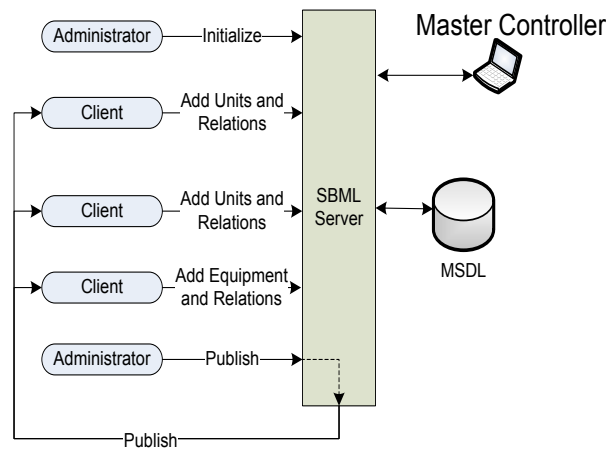 Administrator
Initialize
Master Controller
Client
Add Units and
Relations
Client
Add Units and
Relations
SBML
Server
MSDL
Client
Add Equipment
and Relations
Administrator
Publish
Publish